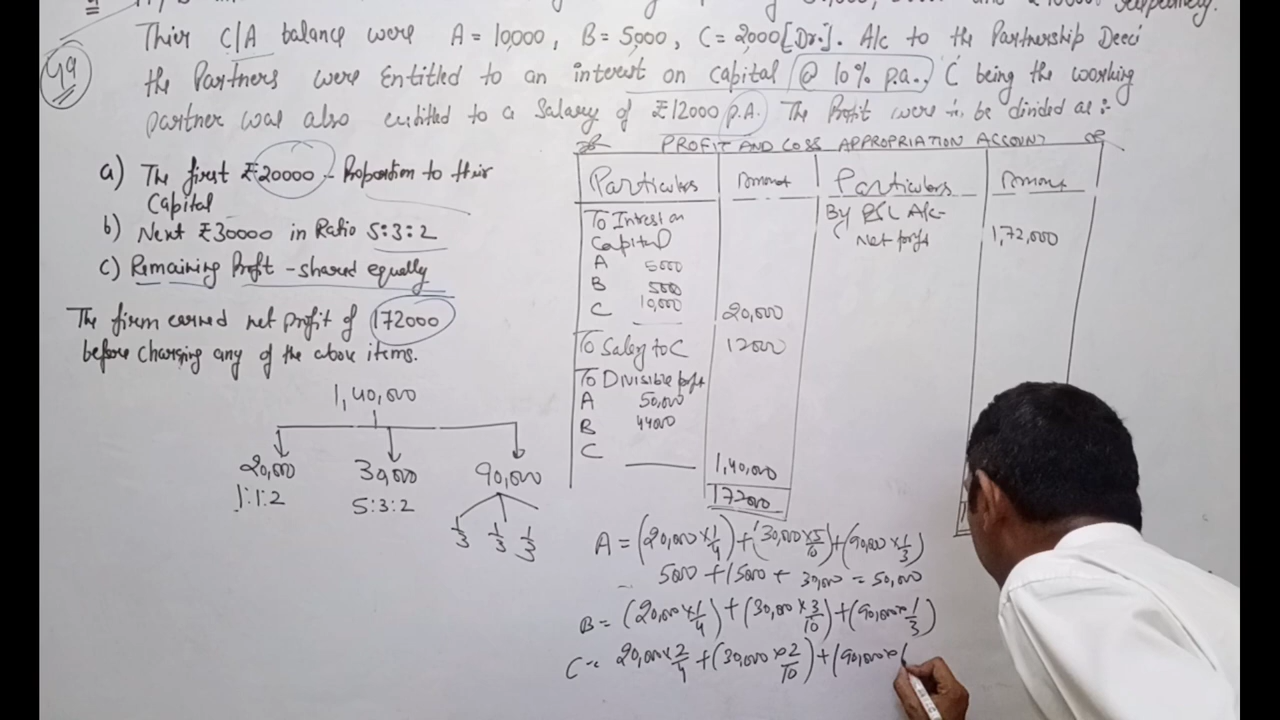 Thier C/A balance were A = 10,000, B = 5,000, C = 2,000 [Dr.]. A/c to the Partnership Deed
49
the Partners were Entitled to an interest on Capital @ 10% p.a., C being the working
partner was also entitled to a Salary of ₹12000 p.A. The Profit were to be divided as :-
a) The first ₹20000 - Proportion to their
Capital
b) Next ₹30000 in Ratio 5:3:2
c) Remaining Profit - shared equally
The firm earned net profit of 172000
before charging any of the above items.
1,40,000
20,000 30,000 90,000
1:1:2 5:3:2
1/3 1/3 1/3
PROFIT AND LOSS APPROPRIATION ACCOUNT
Particulars Amount Particulars Amount
To Intrest on
Capital
A 5000
B 5000
C 10,000 20,000
To Salary to C 12000
To Divisible profit
A 50,000
B 44000
C
1,40,000
172000
By P&L A/c-
Net profit 1,72,000
A = (20,000 × 1/4) + (30,000 × 5/10) + (90,000 × 1/3)
= 5000 + 15000 + 30,000 = 50,000
B = (20,000 × 1/4) + (30,000 × 3/10) + (90,000 × 1/3)
C = 20,000 × 2/4 + (30,000 × 2/10) + (90,000 ×